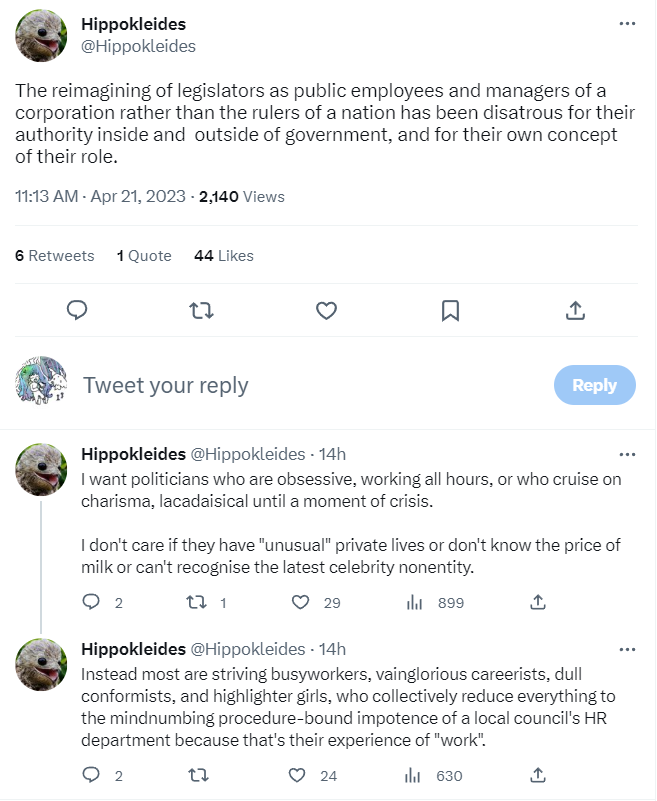 Hippokleides
@Hippokleides
The reimagining of legislators as public employees and managers of a
corporation rather than the rulers of a nation has been disatrous for their
authority inside and  outside of government, and for their own concept
of their role.
11:13 AM · Apr 21, 2023 · 2,140 Views
6 Retweets 1 Quote 44 Likes
Tweet your reply
Reply
Hippokleides @Hippokleides · 14h
I want politicians who are obsessive, working all hours, or who cruise on
charisma, lacadaisical until a moment of crisis.
I don't care if they have "unusual" private lives or don't know the price of
milk or can't recognise the latest celebrity nonentity.
2 1 29 899
Hippokleides @Hippokleides · 14h
Instead most are striving busyworkers, vainglorious careerists, dull
conformists, and highlighter girls, who collectively reduce everything to
the mindnumbing procedure-bound impotence of a local council's HR
department because that's their experience of "work".
2 24 630